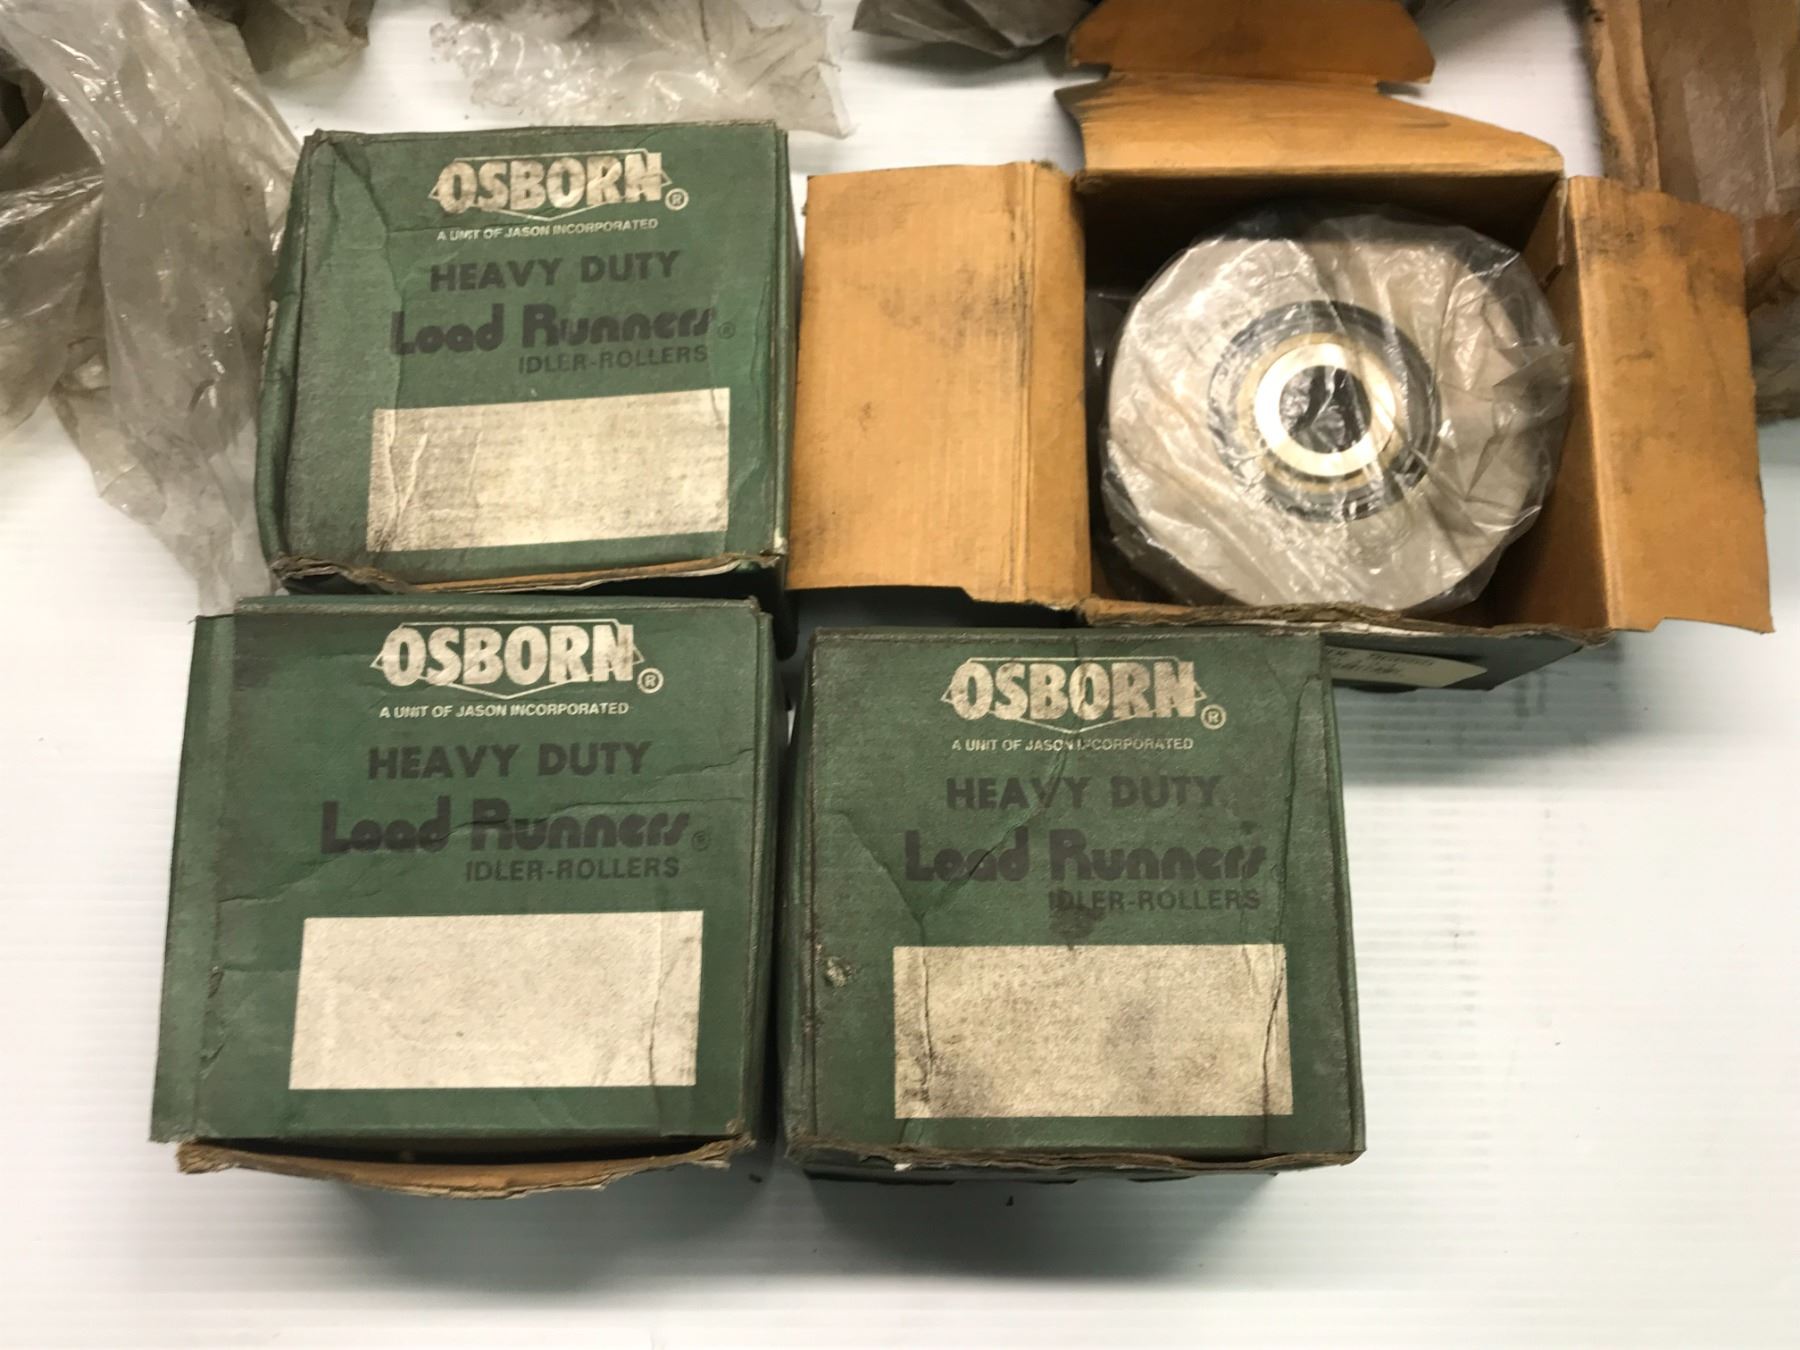 OSBORN®
A UNIT OF JASON INCORPORATED
HEAVY DUTY
Load Runners®
IDLER-ROLLERS
OSBORN®
A UNIT OF JASON INCORPORATED
HEAVY DUTY
Load Runners®
IDLER-ROLLERS
OSBORN®
A UNIT OF JASON INCORPORATED
HEAVY DUTY
Load Runners
IDLER-ROLLERS